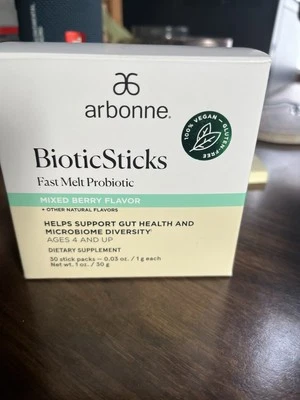 arbonne.
100% VEGAN – GLUTEN-FREE
BioticSticks
Fast Melt Probiotic
MIXED BERRY FLAVOR
+ OTHER NATURAL FLAVORS
HELPS SUPPORT GUT HEALTH AND
MICROBIOME DIVERSITY*
AGES 4 AND UP
DIETARY SUPPLEMENT
30 stick packs – 0.03 oz. / 1 g each
Net wt. 1 oz. / 30 g